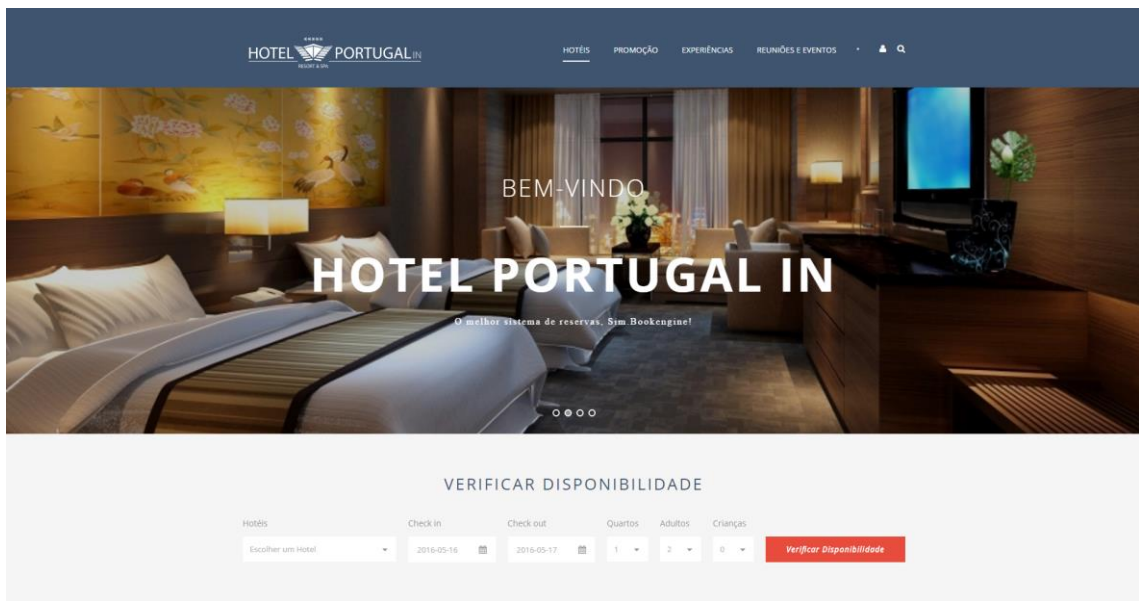 HOTEL PORTUGAL IN
RESORT & SPA
HOTÉIS PROMOÇÃO EXPERIÊNCIAS REUNIÕES E EVENTOS
BEM-VINDO
HOTEL PORTUGAL IN
O melhor sistema de reservas, Sim Bookengine!
VERIFICAR DISPONIBILIDADE
Hotéis Check in Check out Quartos Adultos Crianças
Escolher um Hotel 2016-05-16 2016-05-17 1 2 0 Verificar Disponibilidade